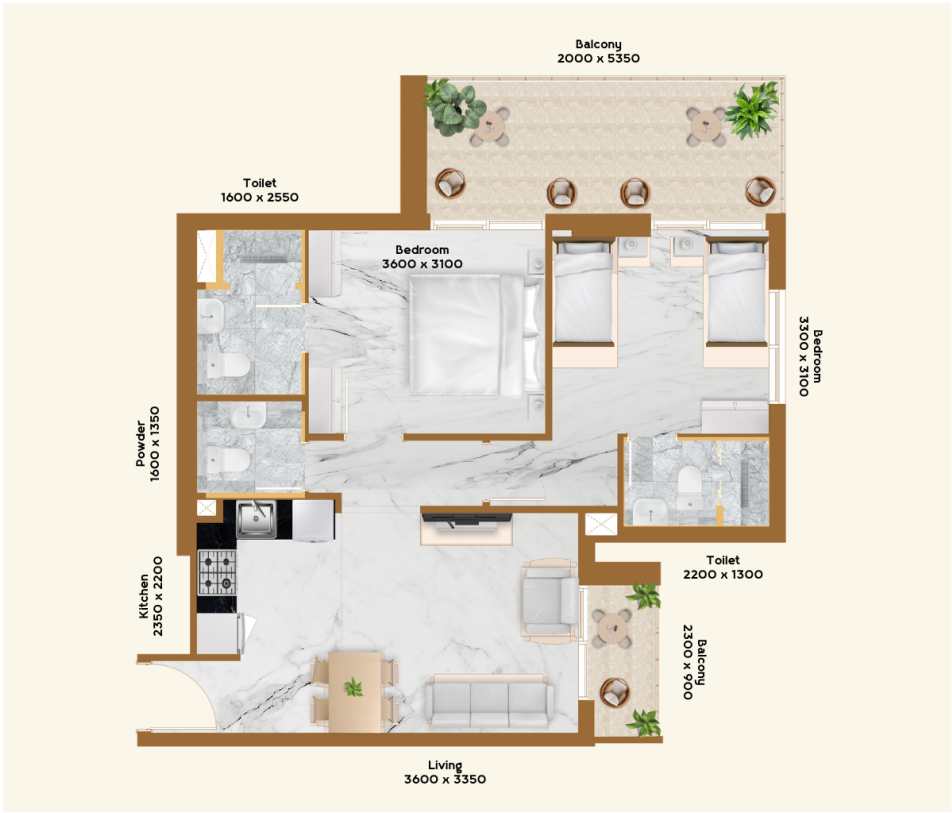 Balcony
2000 x 5350
Toilet
1600 x 2550
Bedroom
3600 x 3100
Bedroom
3300 x 3100
Powder
1600 x 1350
Kitchen
2350 x 2200
Toilet
2200 x 1300
Balcony
2300 x 900
Living
3600 x 3350